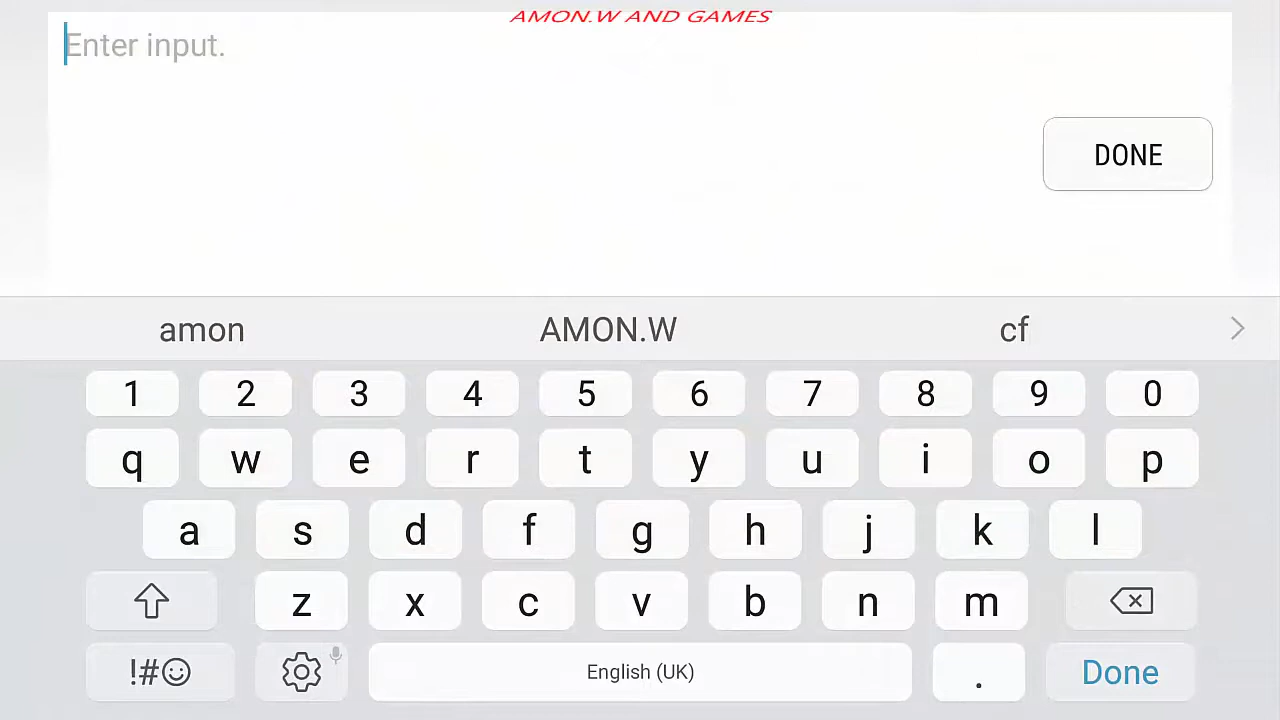 AMON.W AND GAMES
Enter input.
DONE
amon AMON.W cf
1 2 3 4 5 6 7 8 9 0
q w e r t y u i o p
a s d f g h j k l
z x c v b n m
!#☺ English (UK) . Done